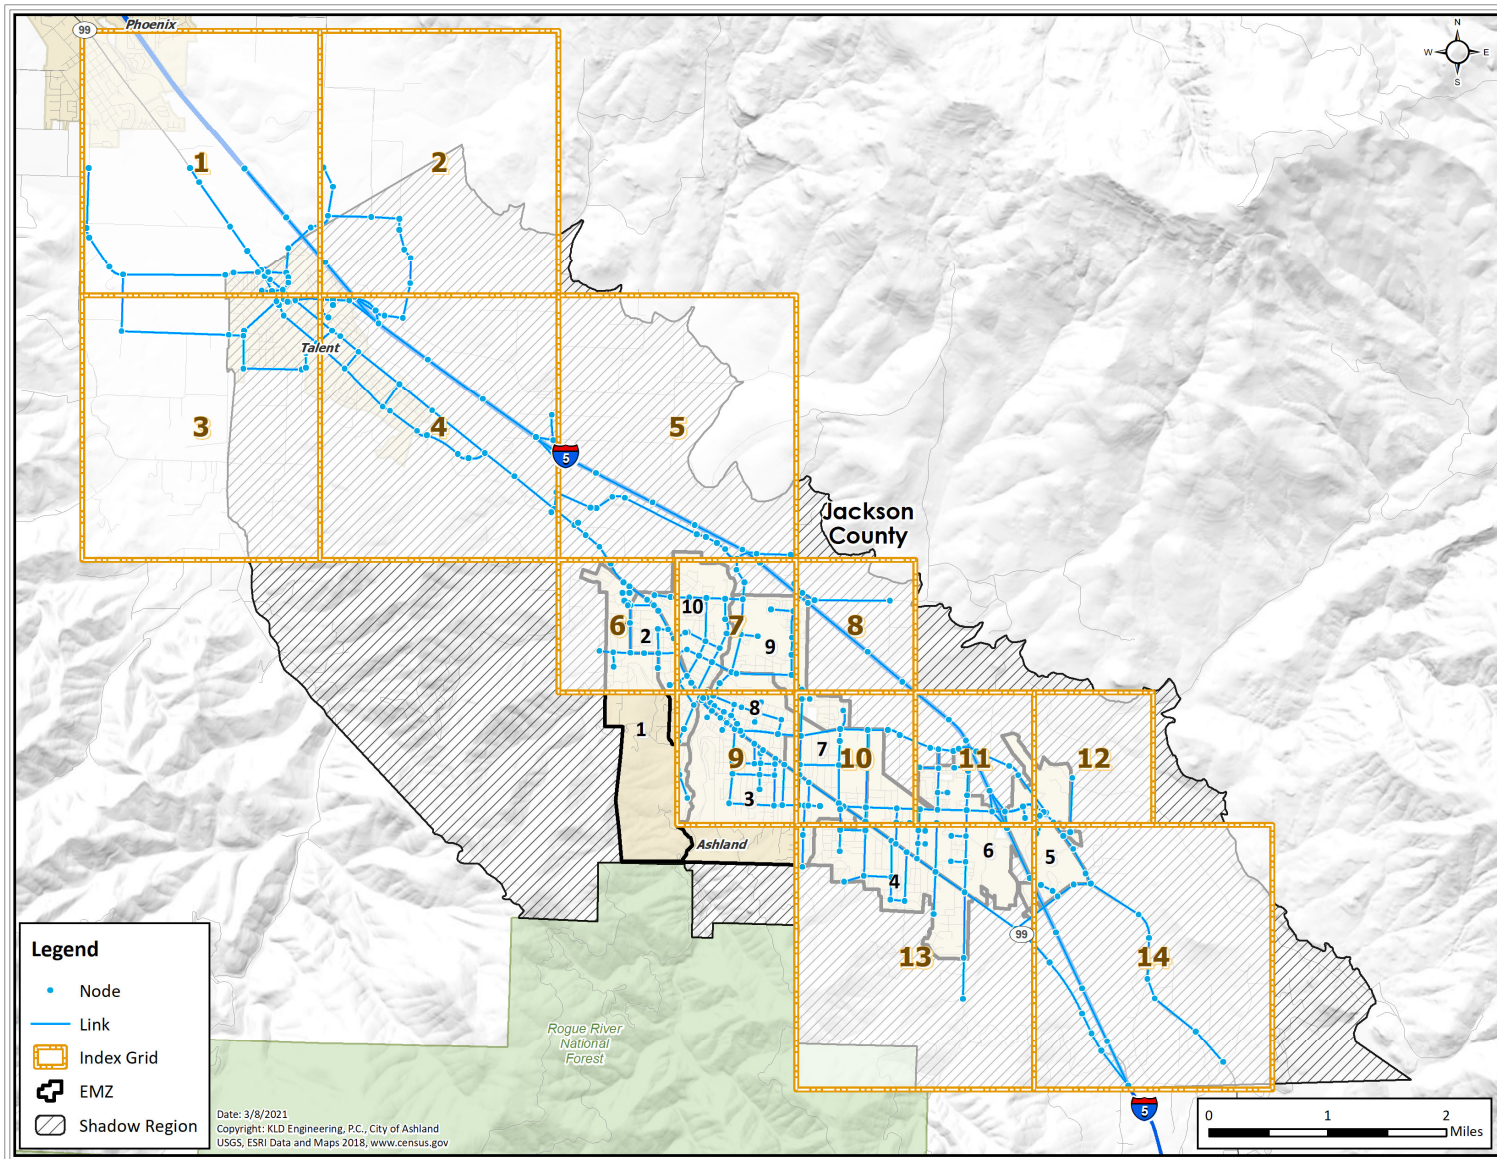 Phoenix
99
N
W
E
S
1
2
Talent
3
4
5
5
Jackson
County
10
6
2
7
8
9
8
1
7
9
10
11
12
3
Ashland
6
5
4
99
13
14
Legend
Node
Link
Index Grid
EMZ
Shadow Region
Rogue River
National
Forest
Date: 3/8/2021
Copyright: KLD Engineering, P.C., City of Ashland
USGS, ESRI Data and Maps 2018, www.census.gov
5
0
1
2
Miles